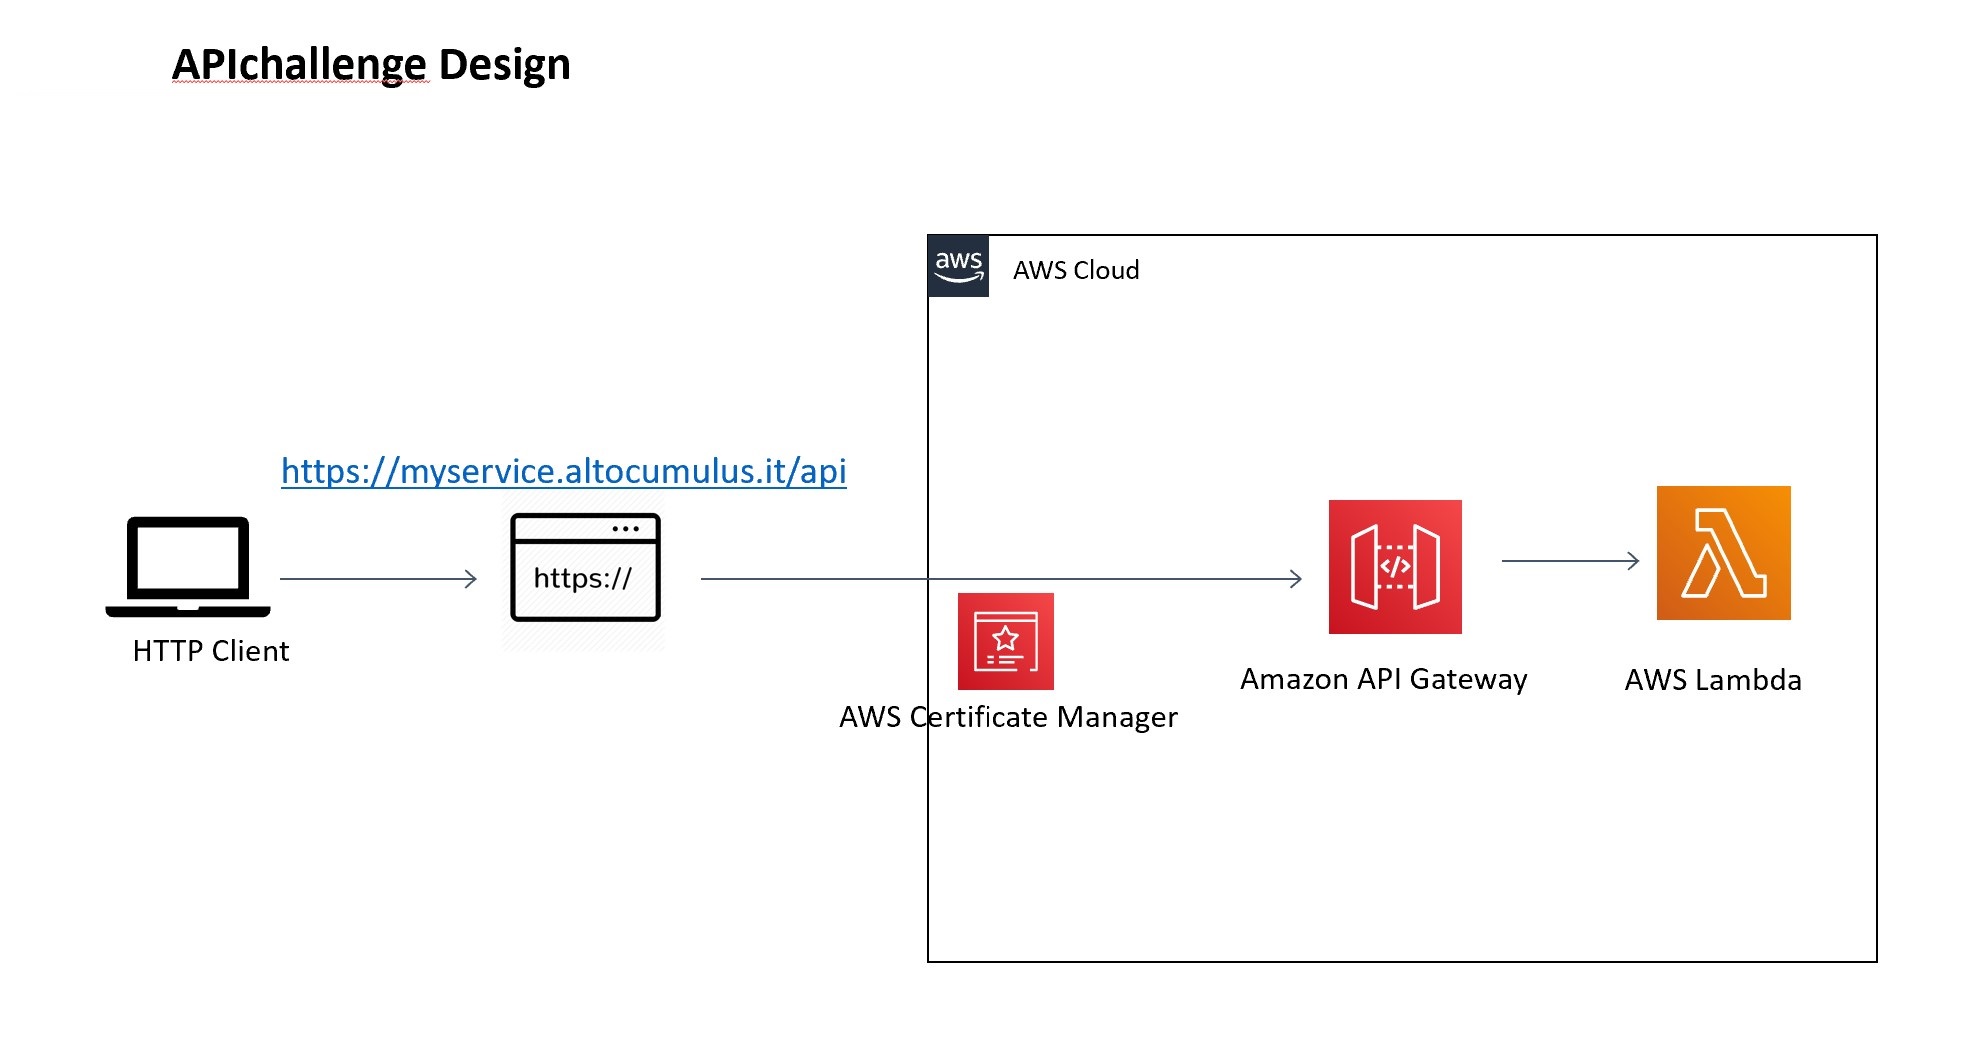 APIchallenge Design
aws
AWS Cloud
https://myservice.altocumulus.it/api
https://
</>
HTTP Client
Amazon API Gateway
AWS Lambda
AWS Certificate Manager